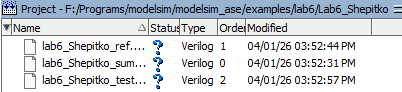 Project - F:/Programs/modelsim/modelsim_ase/examples/lab6/Lab6_Shepitko
Name Status Type Order Modified
lab6_Shepitko_ref.... ? Verilog 1 04/01/26 03:52:44 PM
lab6_Shepitko_sum... ? Verilog 0 04/01/26 03:52:31 PM
lab6_Shepitko_test... ? Verilog 2 04/01/26 03:52:57 PM